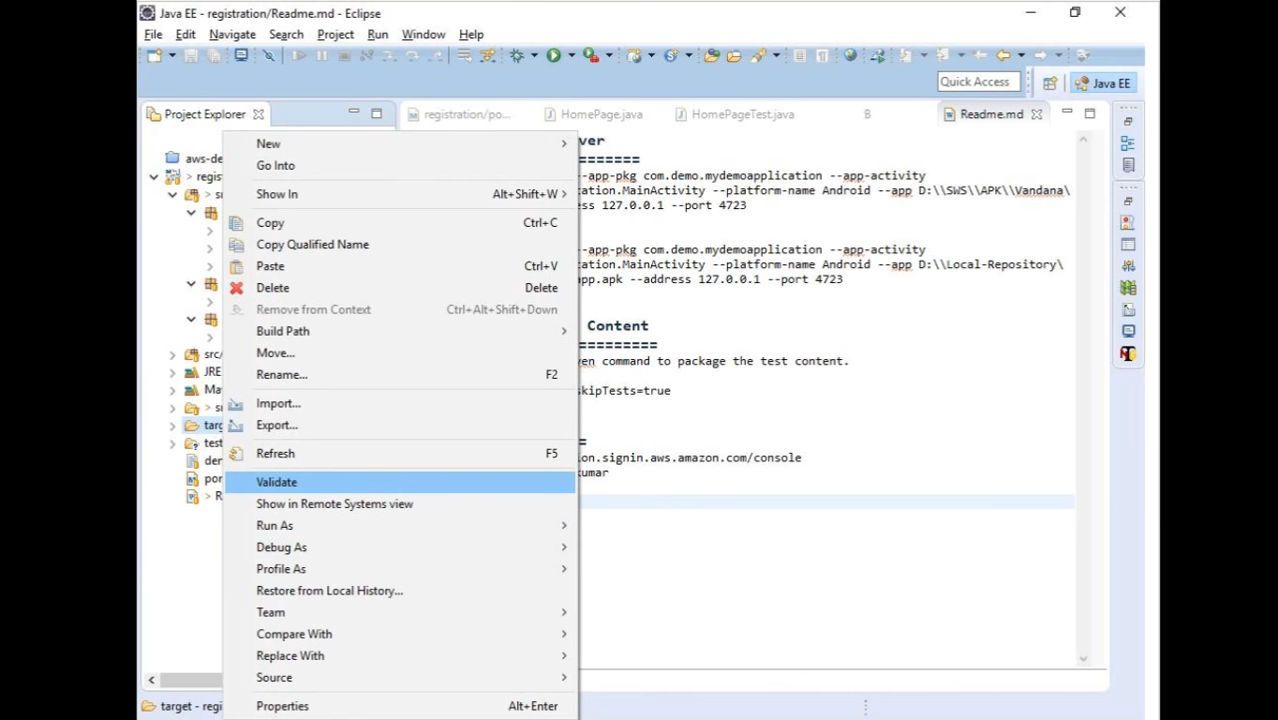 Java EE - registration/Readme.md - Eclipse
File Edit Navigate Search Project Run Window Help
Quick Access
Java EE
Project Explorer
registration/po...
HomePage.java
HomePageTest.java
B
Readme.md
aws-de
> regis
> s
src/
JRE
Ma
> s
targ
test
der
por
> R
New
Go Into
Show In Alt+Shift+W >
Copy Ctrl+C
Copy Qualified Name
Paste Ctrl+V
Delete Delete
Remove from Context Ctrl+Alt+Shift+Down
Build Path
Move...
Rename... F2
Import...
Export...
Refresh F5
Validate
Show in Remote Systems view
Run As
Debug As
Profile As
Restore from Local History...
Team
Compare With
Replace With
Source
Properties Alt+Enter
ver
=======
--app-pkg com.demo.mydemoapplication --app-activity
cation.MainActivity --platform-name Android --app D:\\SWS\\APK\\Vandana\
ss 127.0.0.1 --port 4723
--app-pkg com.demo.mydemoapplication --app-activity
cation.MainActivity --platform-name Android --app D:\\Local-Repository\
app.apk --address 127.0.0.1 --port 4723
Content
=========
ven command to package the test content.
skipTests=true
=
on.signin.aws.amazon.com/console
kumar
target - regi